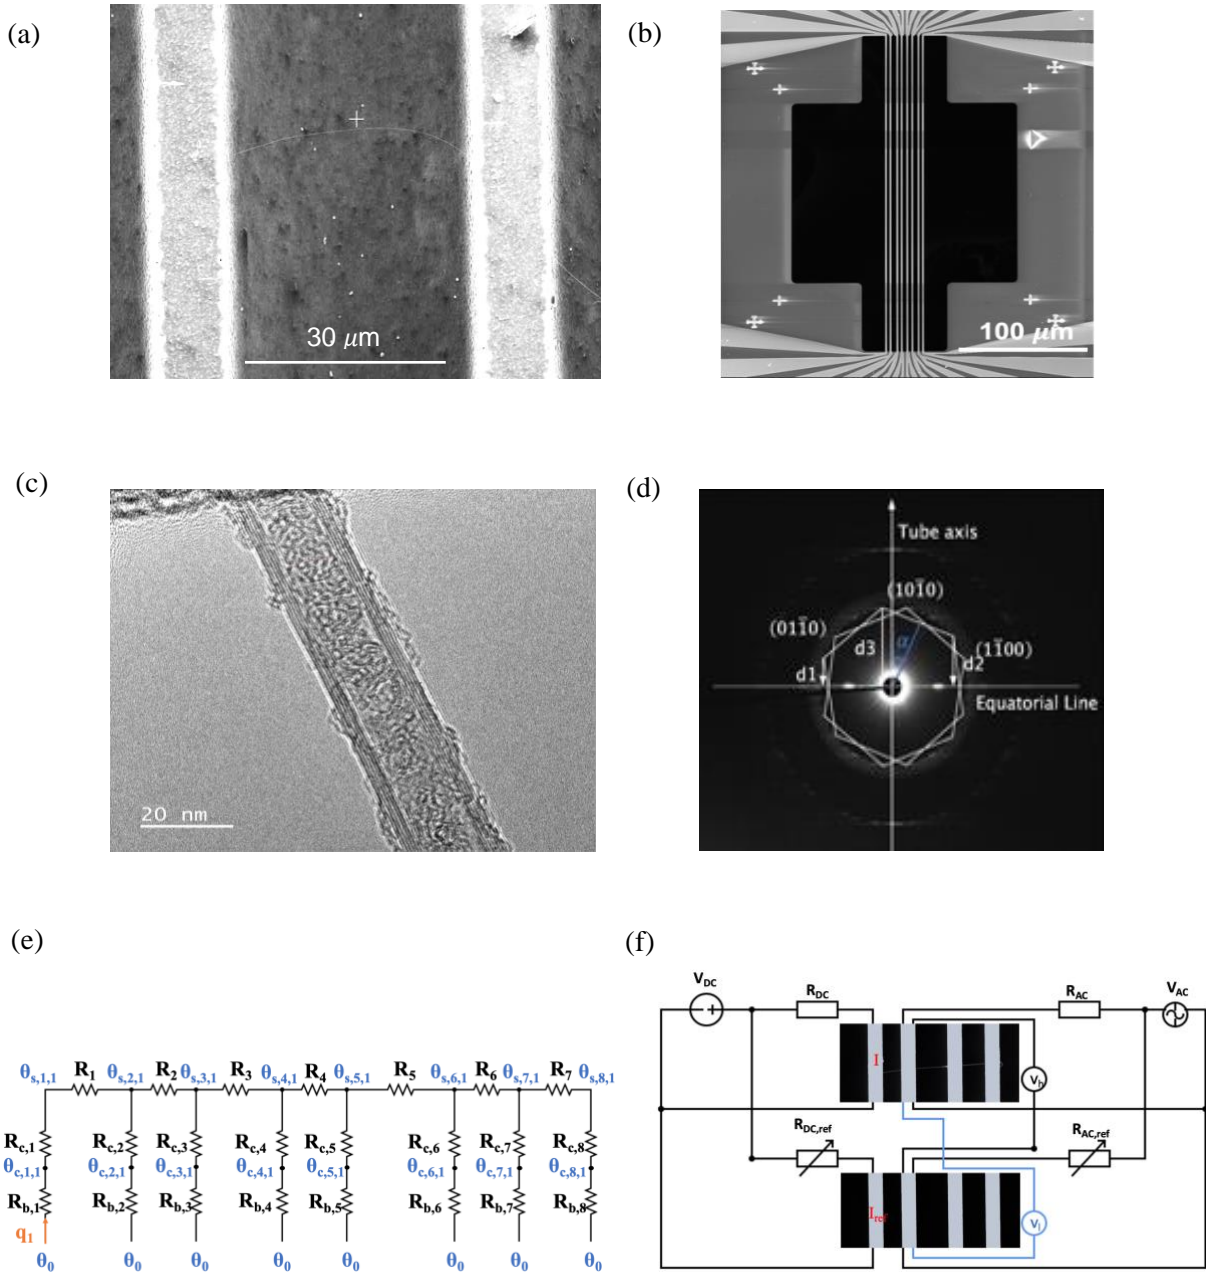 (a)
30 μm
(b)
100 μm
(c)
20 nm
(d)
Tube axis
(101̄0)
(011̄0)
d3
α
(11̄00)
d1
d2
Equatorial Line
(e)
θs,1,1 R1 θs,2,1 R2 θs,3,1 R3 θs,4,1 R4 θs,5,1 R5 θs,6,1 R6 θs,7,1 R7 θs,8,1
Rc,1 Rc,2 Rc,3 Rc,4 Rc,5 Rc,6 Rc,7 Rc,8
θc,1,1 θc,2,1 θc,3,1 θc,4,1 θc,5,1 θc,6,1 θc,7,1 θc,8,1
Rb,1 Rb,2 Rb,3 Rb,4 Rb,5 Rb,6 Rb,7 Rb,8
q1
θ0 θ0 θ0 θ0 θ0 θ0 θ0 θ0
(f)
VDC RDC RAC VAC
I
Vh
RDC,ref RAC,ref
Iref